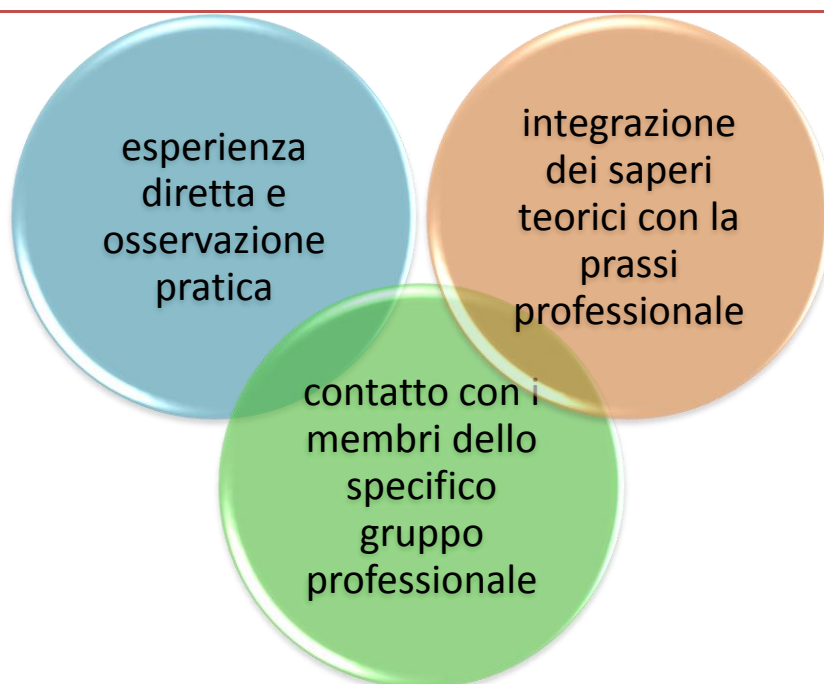 esperienza
diretta e
osservazione
pratica
integrazione
dei saperi
teorici con la
prassi
professionale
contatto con i
membri dello
specifico
gruppo
professionale